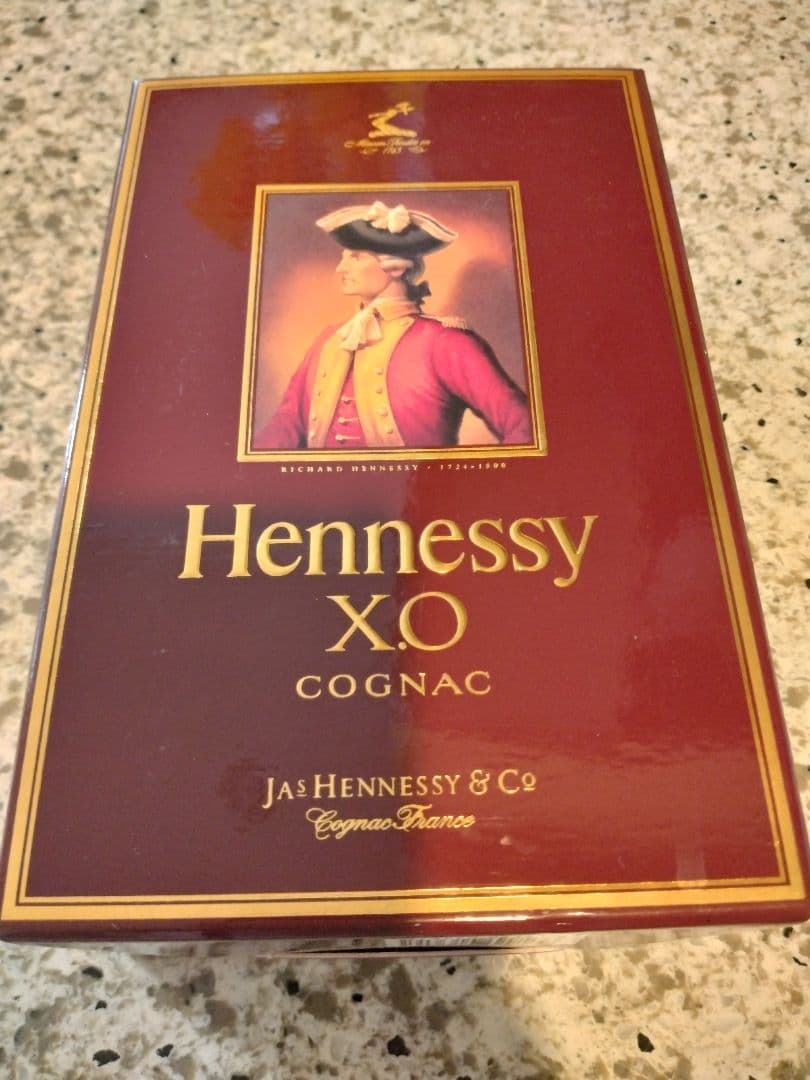 RICHARD HENNESSY • 1724-1800
Hennessy
X.O
COGNAC
JAS HENNESSY & Co
Cognac France